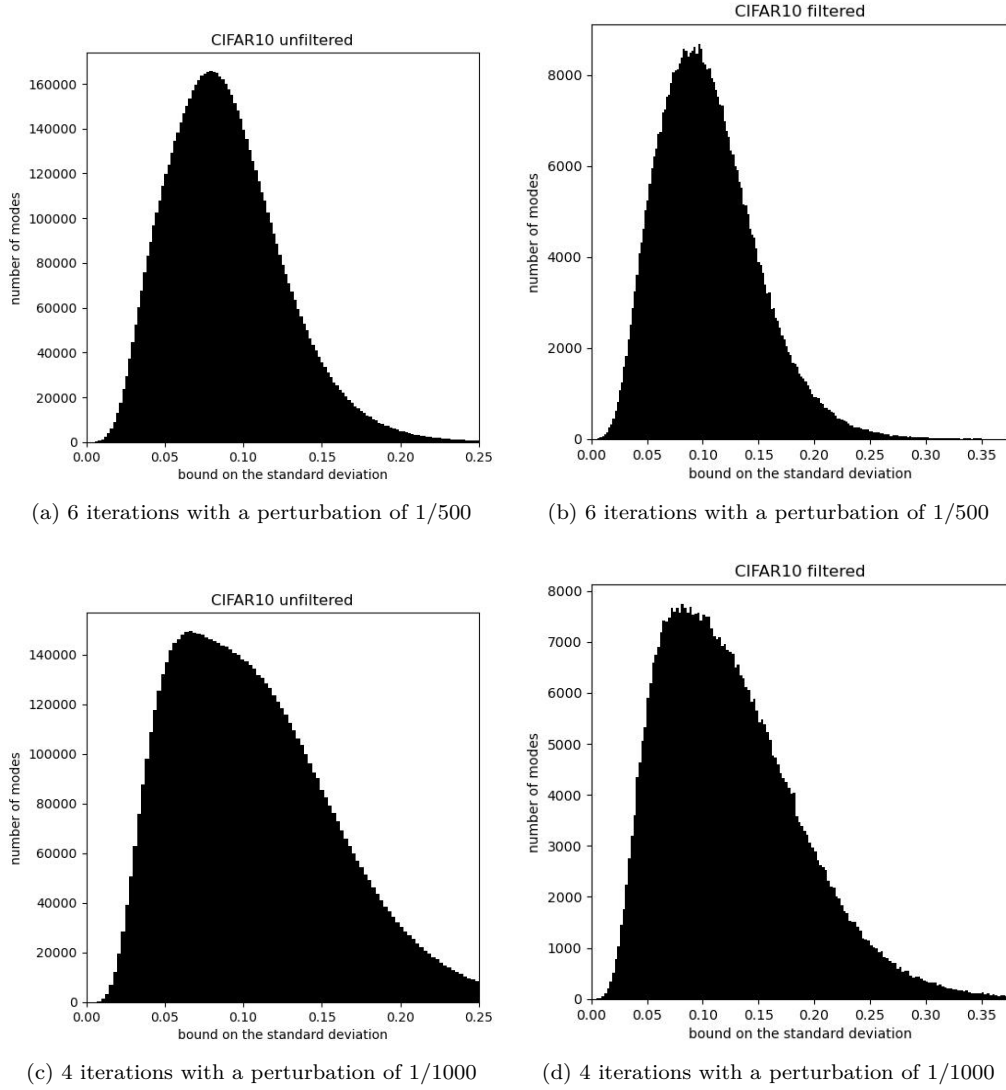 CIFAR10 unfiltered
160000
140000
120000
100000
80000
60000
40000
20000
0
number of modes
0.00 0.05 0.10 0.15 0.20 0.25
bound on the standard deviation
(a) 6 iterations with a perturbation of 1/500
CIFAR10 filtered
8000
6000
4000
2000
0
number of modes
0.00 0.05 0.10 0.15 0.20 0.25 0.30 0.35
bound on the standard deviation
(b) 6 iterations with a perturbation of 1/500
CIFAR10 unfiltered
140000
120000
100000
80000
60000
40000
20000
0
number of modes
0.00 0.05 0.10 0.15 0.20 0.25
bound on the standard deviation
(c) 4 iterations with a perturbation of 1/1000
CIFAR10 filtered
8000
7000
6000
5000
4000
3000
2000
1000
0
number of modes
0.00 0.05 0.10 0.15 0.20 0.25 0.30 0.35
bound on the standard deviation
(d) 4 iterations with a perturbation of 1/1000